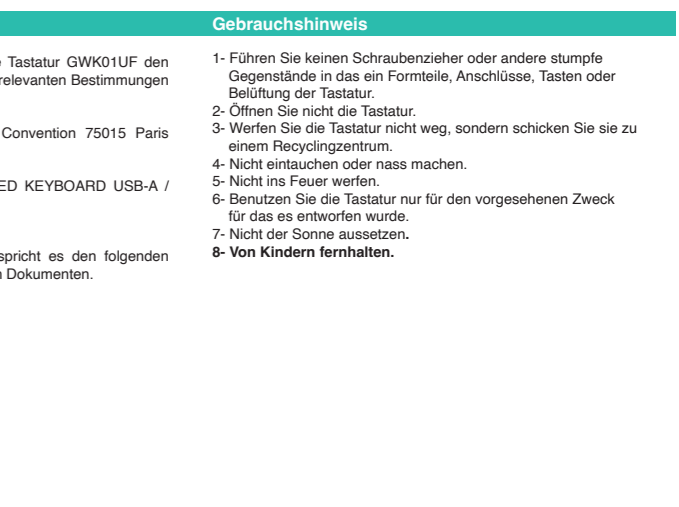 Gebrauchshinweis
Tastatur GWK01UF den
relevanten Bestimmungen
Convention 75015 Paris
KEYBOARD USB-A /
spricht es den folgenden
Dokumenten.
1- Führen Sie keinen Schraubenzieher oder andere stumpfe
Gegenstände in das ein Formteile, Anschlüsse, Tasten oder
Belüftung der Tastatur.
2- Öffnen Sie nicht die Tastatur.
3- Werfen Sie die Tastatur nicht weg, sondern schicken Sie sie zu
einem Recyclingzentrum.
4- Nicht eintauchen oder nass machen.
5- Nicht ins Feuer werfen.
6- Benutzen Sie die Tastatur nur für den vorgesehenen Zweck
für das es entworfen wurde.
7- Nicht der Sonne aussetzen.
8- Von Kindern fernhalten.